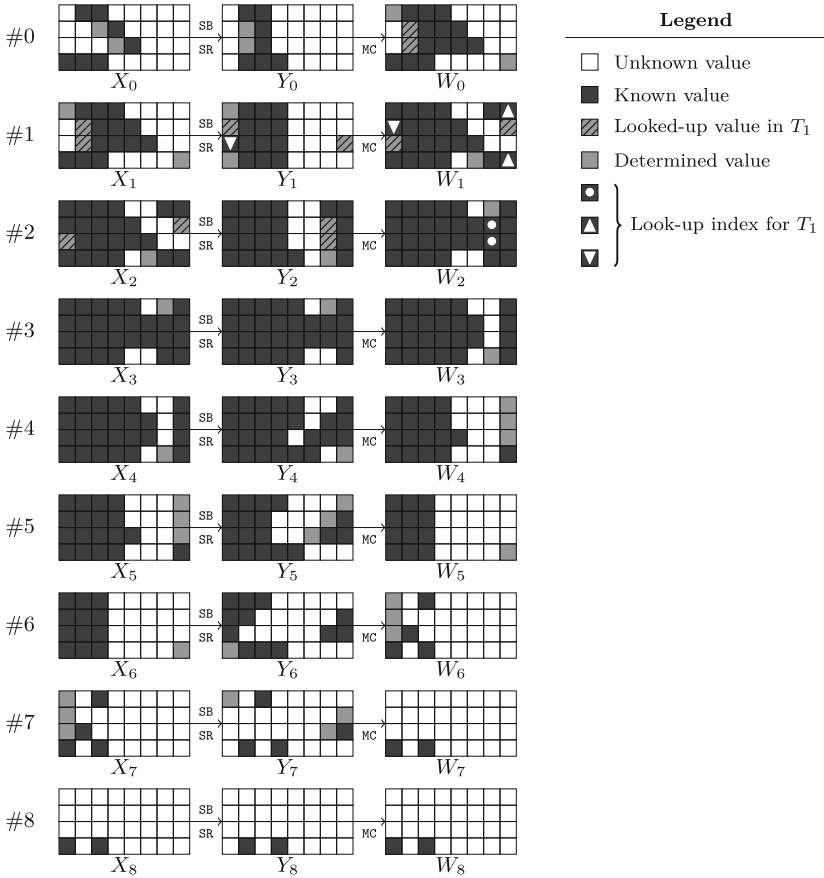 Legend
Unknown value
Known value
Looked-up value in T₁
Determined value
Look-up index for T₁
#0 SB SR MC
X₀ Y₀ W₀
#1 SB SR MC
X₁ Y₁ W₁
#2 SB SR MC
X₂ Y₂ W₂
#3 SB SR MC
X₃ Y₃ W₃
#4 SB SR MC
X₄ Y₄ W₄
#5 SB SR MC
X₅ Y₅ W₅
#6 SB SR MC
X₆ Y₆ W₆
#7 SB SR MC
X₇ Y₇ W₇
#8 SB SR MC
X₈ Y₈ W₈